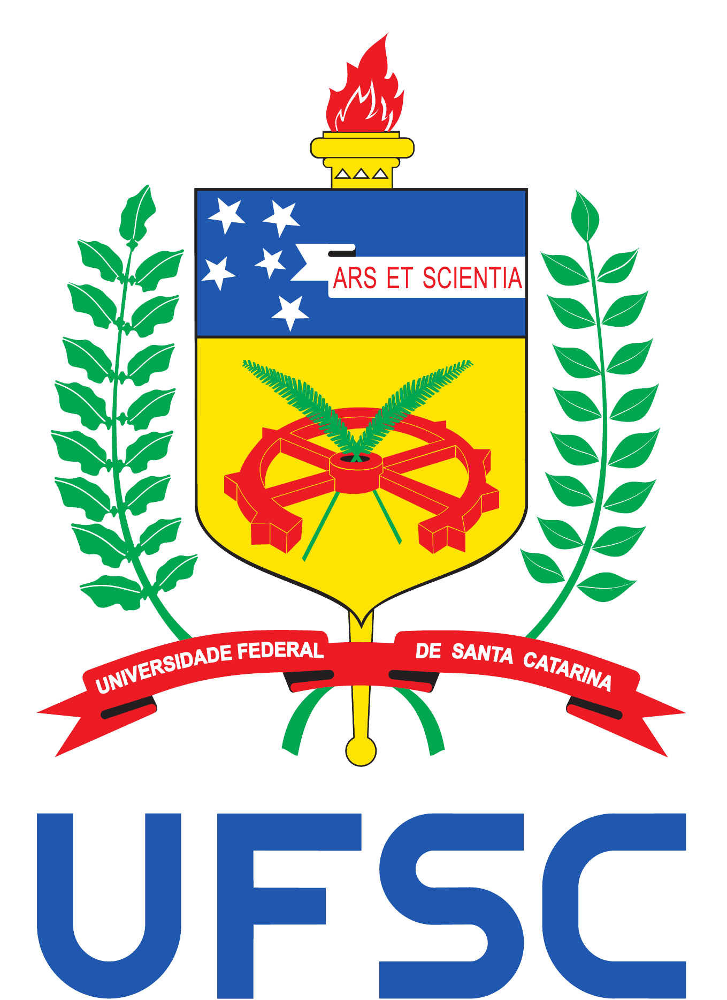 ARS ET SCIENTIA
UNIVERSIDADE FEDERAL DE SANTA CATARINA
UFSC